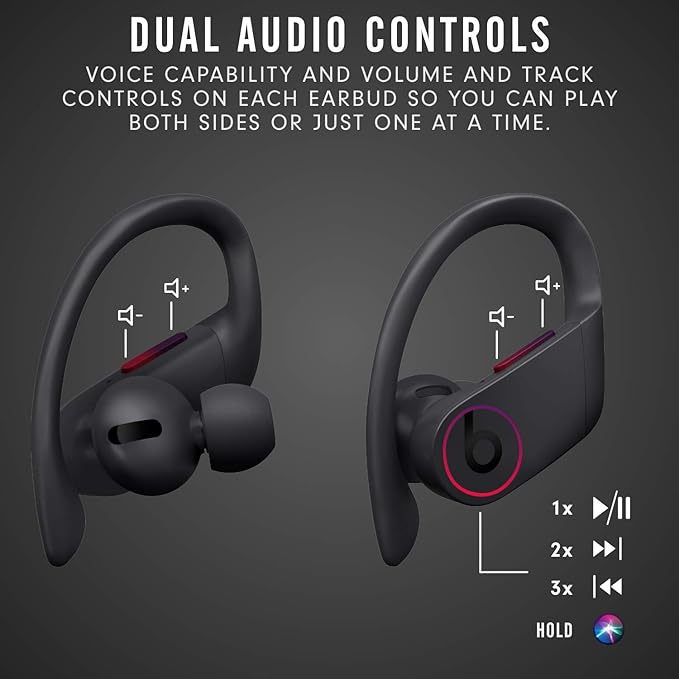 DUAL AUDIO CONTROLS
VOICE CAPABILITY AND VOLUME AND TRACK
CONTROLS ON EACH EARBUD SO YOU CAN PLAY
BOTH SIDES OR JUST ONE AT A TIME.
- +
- +
b
1x
2x
3x
HOLD